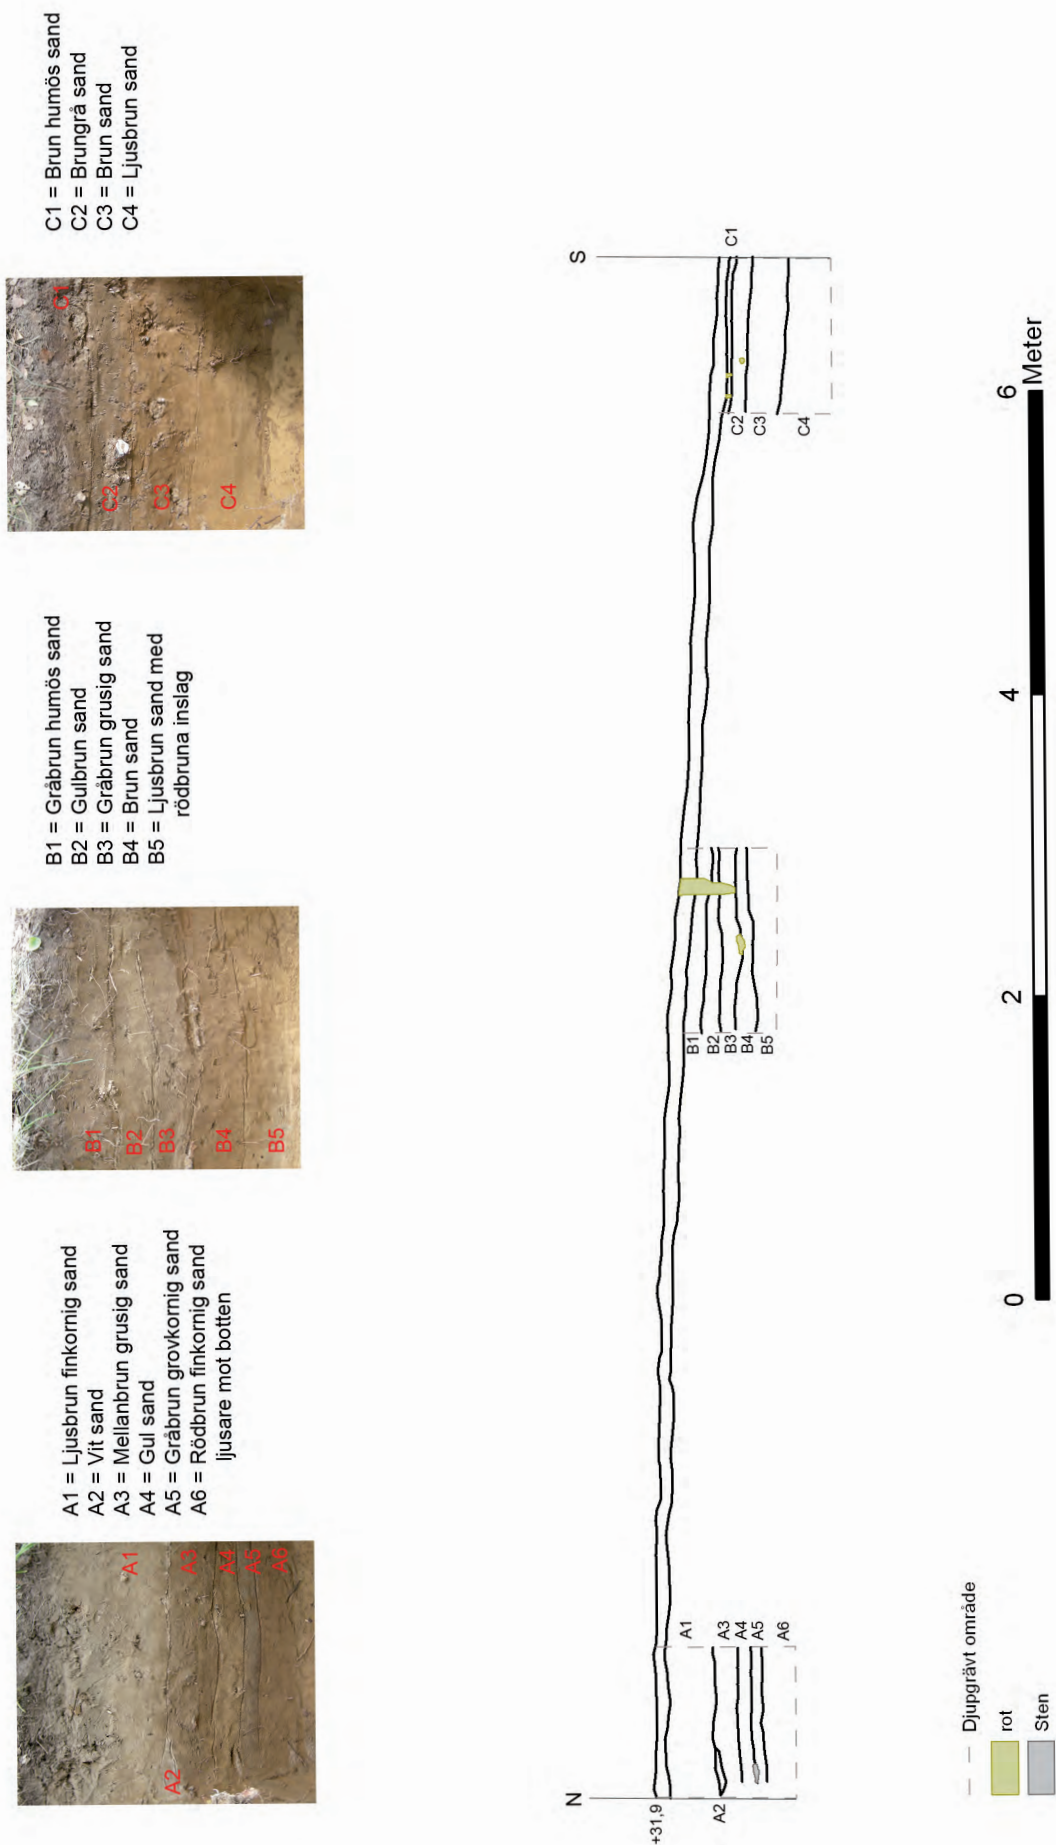 A1 = Ljusbrun finkornig sand
A2 = Vit sand
A3 = Mellanbrun grusig sand
A4 = Gul sand
A5 = Gråbrun grovkornig sand
A6 = Rödbrun finkornig sand
ljusare mot botten
B1 = Gråbrun humös sand
B2 = Gulbrun sand
B3 = Gråbrun grusig sand
B4 = Brun sand
B5 = Ljusbrun sand med
rödbruna inslag
C1 = Brun humös sand
C2 = Brungrå sand
C3 = Brun sand
C4 = Ljusbrun sand
A1
A2
A3
A4
A5
A6
B1
B2
B3
B4
B5
C1
C2
C3
C4
N
S
+31,9
A1
A2
A3
A4
A5
A6
B1
B2
B3
B4
B5
C1
C2
C3
C4
Djupgrävt område
rot
Sten
0
2
4
6
Meter